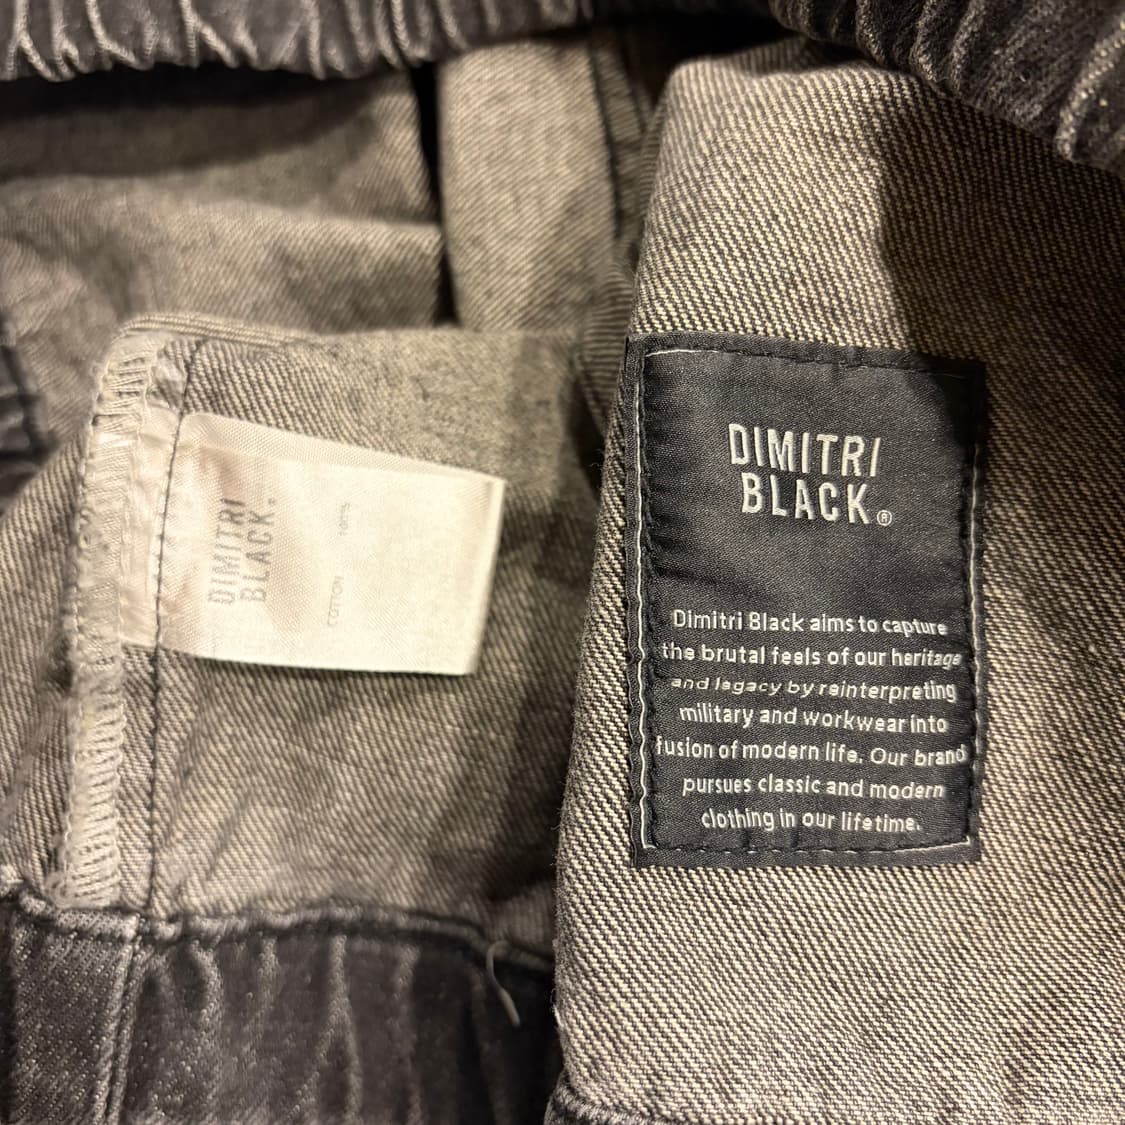 DIMITRI
BLACK.
COTTON 100%
DIMITRI
BLACK®
Dimitri Black aims to capture
the brutal feels of our heritage
and legacy by reinterpreting
military and workwear into
fusion of modern life. Our brand
pursues classic and modern
clothing in our lifetime.